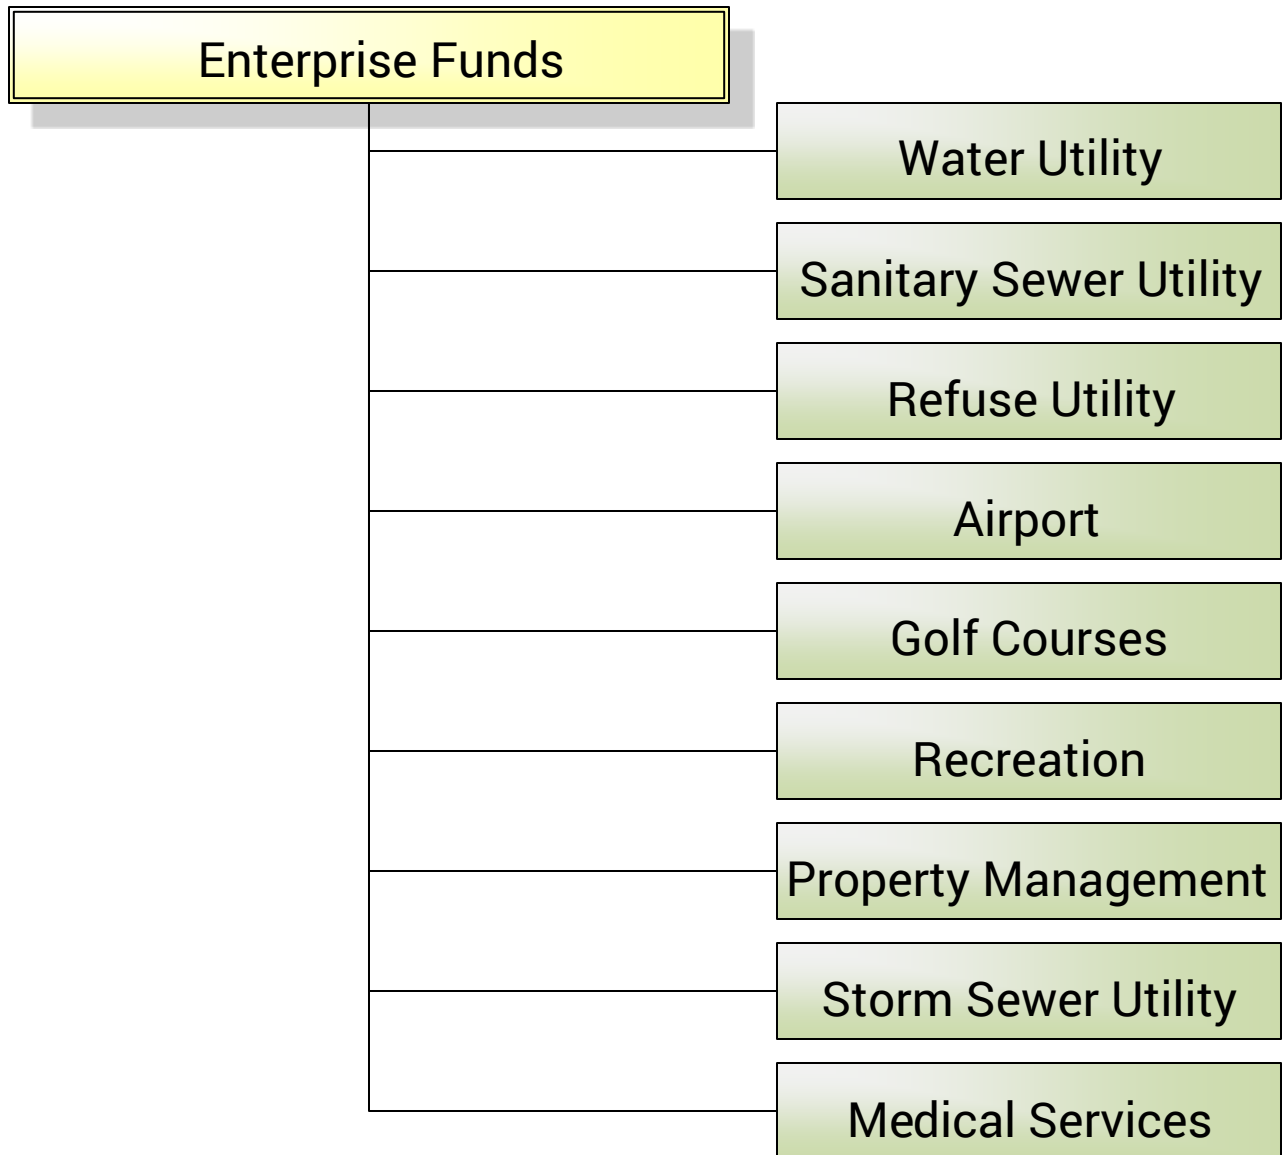 Enterprise Funds
Water Utility
Sanitary Sewer Utility
Refuse Utility
Airport
Golf Courses
Recreation
Property Management
Storm Sewer Utility
Medical Services